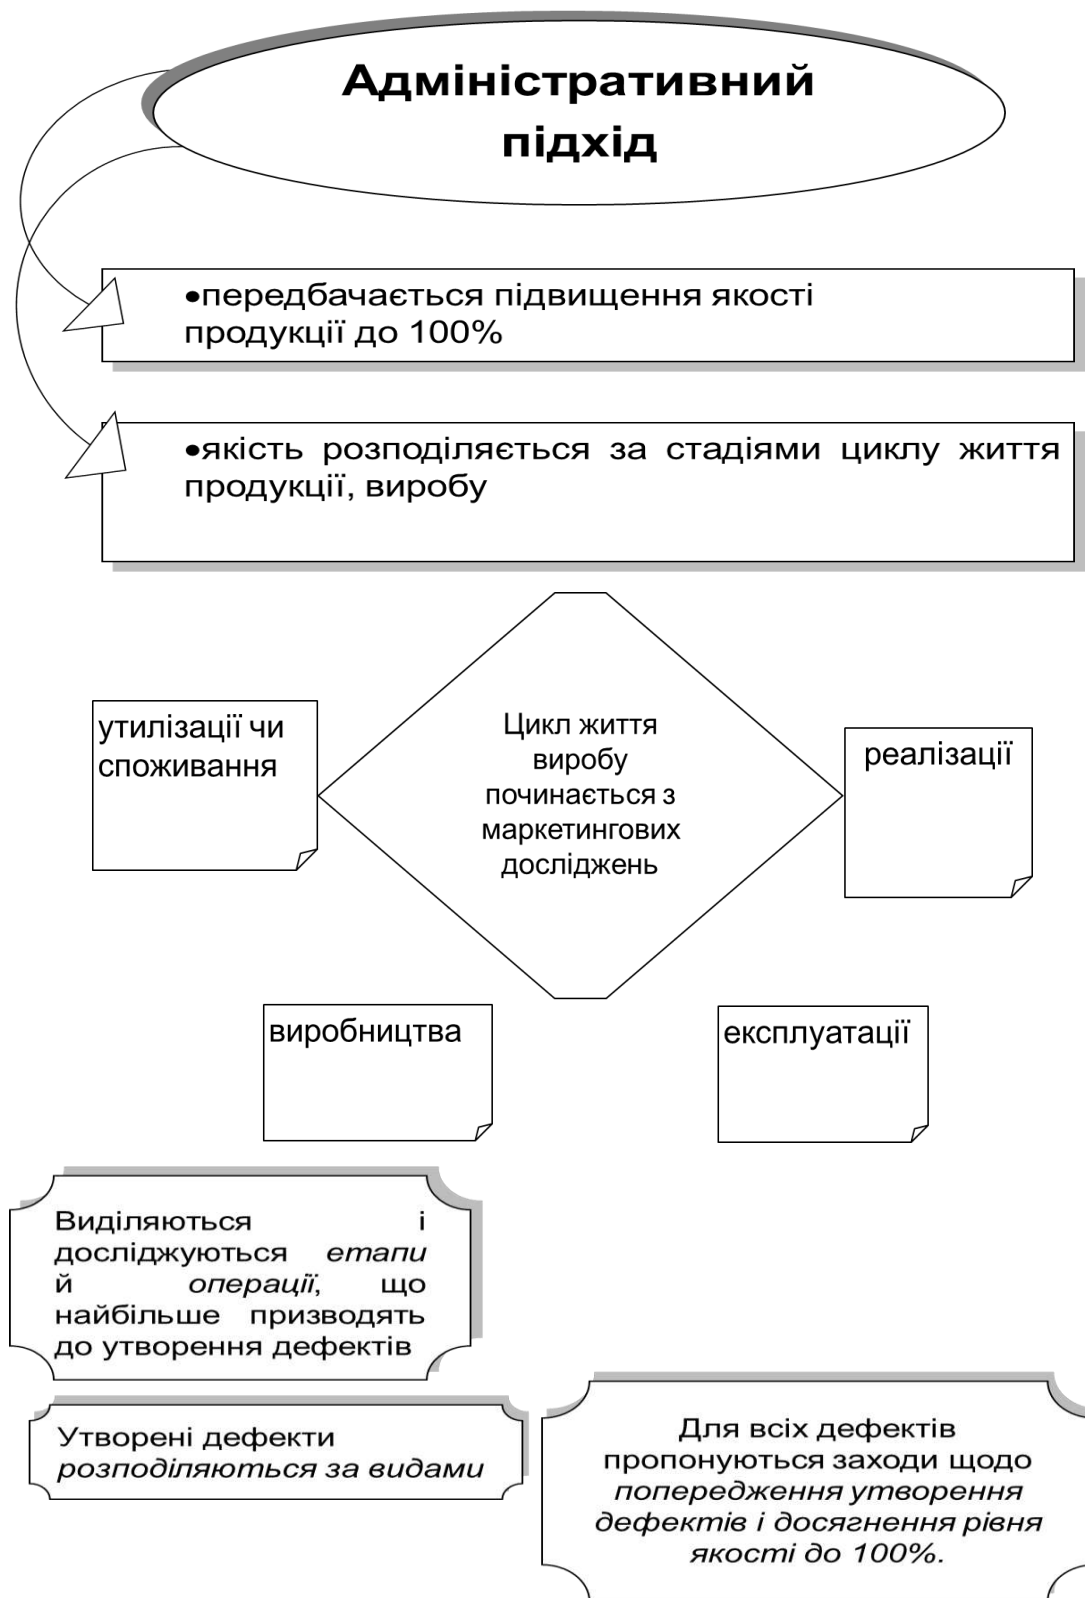 Адміністративний
підхід
•передбачається підвищення якості
продукції до 100%
•якість розподіляється за стадіями циклу життя
продукції, виробу
утилізації чи
споживання
Цикл життя
виробу
починається з
маркетингових
досліджень
реалізації
виробництва
експлуатації
Виділяються і
досліджуються етапи
й операції, що
найбільше призводять
до утворення дефектів
Утворені дефекти
розподіляються за видами
Для всіх дефектів
пропонуються заходи щодо
попередження утворення
дефектів і досягнення рівня
якості до 100%.